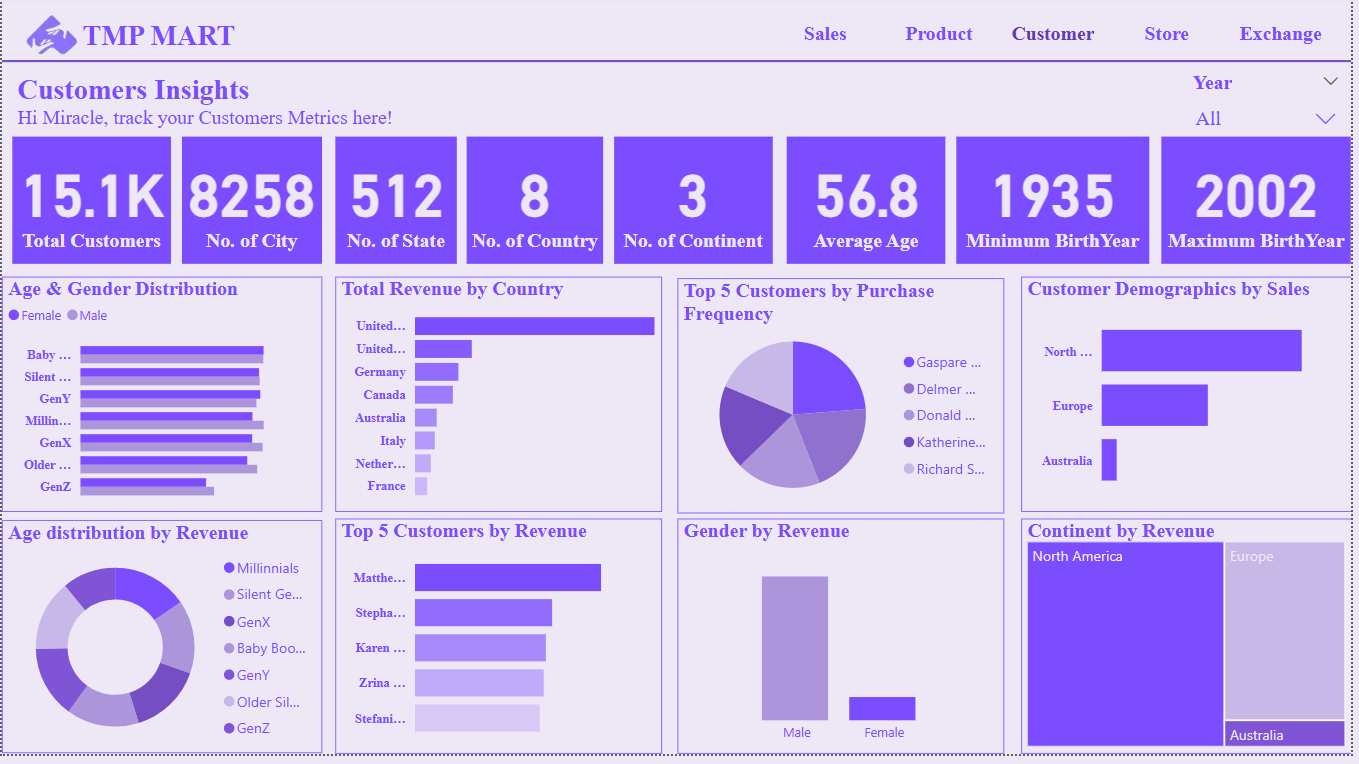 TMP MART
Sales Product Customer Store Exchange
Customers Insights
Hi Miracle, track your Customers Metrics here!
Year
All
15.1K
Total Customers
8258
No. of City
512
No. of State
8
No. of Country
3
No. of Continent
56.8
Average Age
1935
Minimum BirthYear
2002
Maximum BirthYear
Age & Gender Distribution
Female Male
Baby ...
Silent ...
GenY
Millin...
GenX
Older ...
GenZ
Total Revenue by Country
United...
United...
Germany
Canada
Australia
Italy
Nether...
France
Top 5 Customers by Purchase
Frequency
Gaspare ...
Delmer ...
Donald ...
Katherine...
Richard S...
Customer Demographics by Sales
North ...
Europe
Australia
Age distribution by Revenue
Millinnials
Silent Ge...
GenX
Baby Boo...
GenY
Older Sil...
GenZ
Top 5 Customers by Revenue
Matthe...
Stepha...
Karen ...
Zrina ...
Stefani...
Gender by Revenue
Male
Female
Continent by Revenue
North America
Europe
Australia